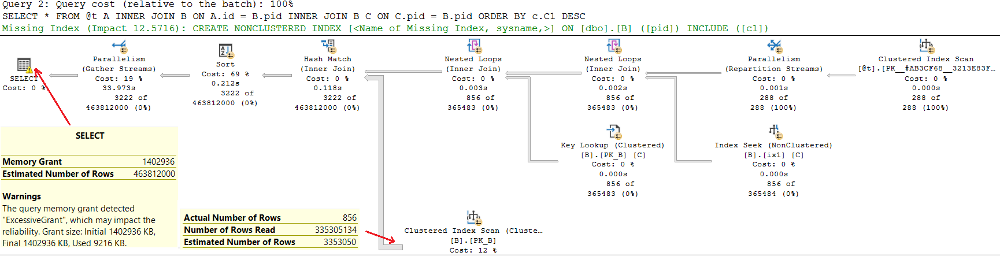 Query 2: Query cost (relative to the batch): 100%
SELECT * FROM @t A INNER JOIN B ON A.id = B.pid INNER JOIN B C ON C.pid = B.pid ORDER BY c.C1 DESC
Missing Index (Impact 12.5716): CREATE NONCLUSTERED INDEX [<Name of Missing Index, sysname,>] ON [dbo].[B] ([pid]) INCLUDE ([c1])
SELECT
Cost: 0 %
Parallelism
(Gather Streams)
Cost: 19 %
33.973s
3222 of
463812000 (0%)
Sort
Cost: 69 %
0.212s
3222 of
463812000 (0%)
Hash Match
(Inner Join)
Cost: 0 %
0.118s
3222 of
463812000 (0%)
Nested Loops
(Inner Join)
Cost: 0 %
0.003s
856 of
365483 (0%)
Nested Loops
(Inner Join)
Cost: 0 %
0.002s
856 of
365483 (0%)
Parallelism
(Repartition Streams)
Cost: 0 %
0.001s
288 of
288 (100%)
Clustered Index Scan
[@t].[PK__#AB3CF68__3213E83F…
Cost: 0 %
0.000s
288 of
288 (100%)
Key Lookup (Clustered)
[B].[PK_B] [C]
Cost: 0 %
0.000s
856 of
365483 (0%)
Index Seek (NonClustered)
[B].[ix1] [C]
Cost: 0 %
0.000s
856 of
365484 (0%)
SELECT
Memory Grant 1402936
Estimated Number of Rows 463812000
Warnings
The query memory grant detected
"ExcessiveGrant", which may impact the
reliability. Grant size: Initial 1402936 KB,
Final 1402936 KB, Used 9216 KB.
Actual Number of Rows 856
Number of Rows Read 335305134
Estimated Number of Rows 3353050
Clustered Index Scan (Cluste…
[B].[PK_B]
Cost: 12 %